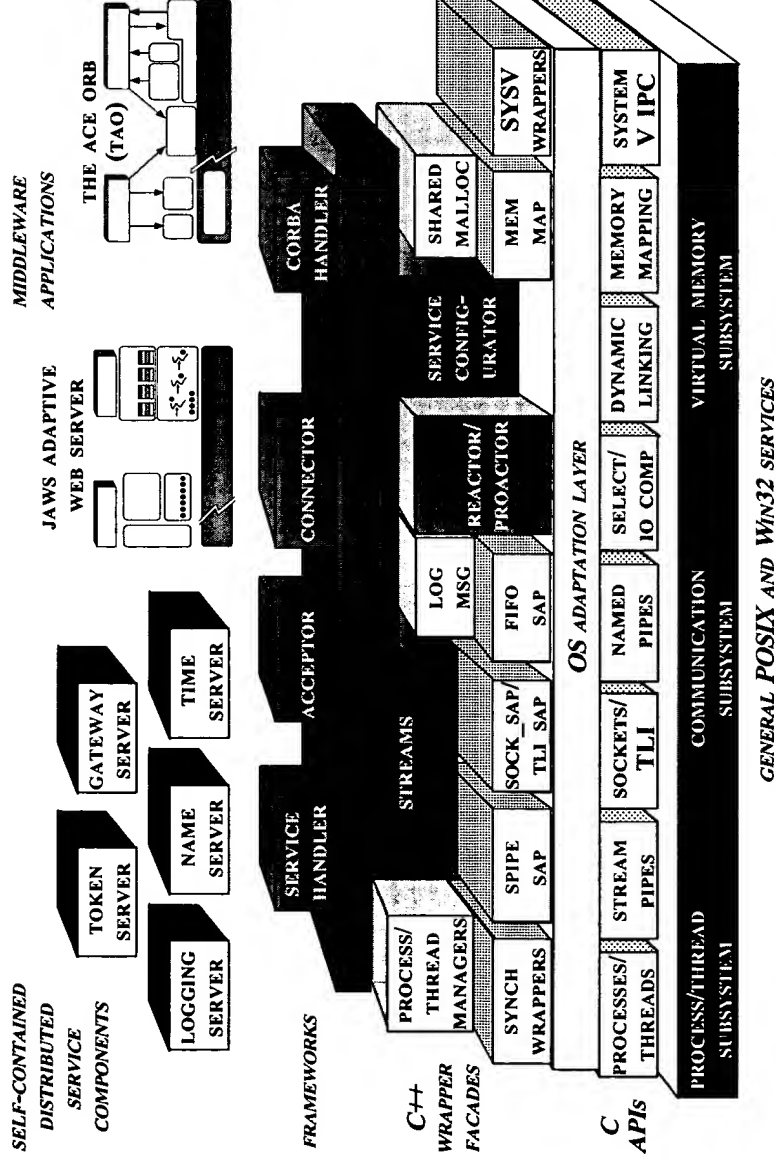 SELF-CONTAINED
DISTRIBUTED
SERVICE
COMPONENTS
TOKEN
SERVER
GATEWAY
SERVER
LOGGING
SERVER
NAME
SERVER
TIME
SERVER
JAWS ADAPTIVE
WEB SERVER
MIDDLEWARE
APPLICATIONS
THE ACE ORB
(TAO)
FRAMEWORKS
SERVICE
HANDLER
ACCEPTOR
CONNECTOR
CORBA
HANDLER
STREAMS
C++
WRAPPER
FACADES
PROCESS/
THREAD
MANAGERS
LOG
MSG
REACTOR/
PROACTOR
SERVICE
CONFIG-
URATOR
SHARED
MALLOC
SYNCH
WRAPPERS
SPIPE
SAP
SOCK_SAP/
TLI SAP
FIFO
SAP
MEM
MAP
SYSV
WRAPPERS
OS ADAPTATION LAYER
C
APIs
PROCESSES/
THREADS
STREAM
PIPES
SOCKETS/
TLI
NAMED
PIPES
SELECT/
IO COMP
DYNAMIC
LINKING
MEMORY
MAPPING
SYSTEM
V IPC
PROCESS/THREAD
SUBSYSTEM
COMMUNICATION
SUBSYSTEM
VIRTUAL MEMORY
SUBSYSTEM
GENERAL POSIX AND WIN32 SERVICES